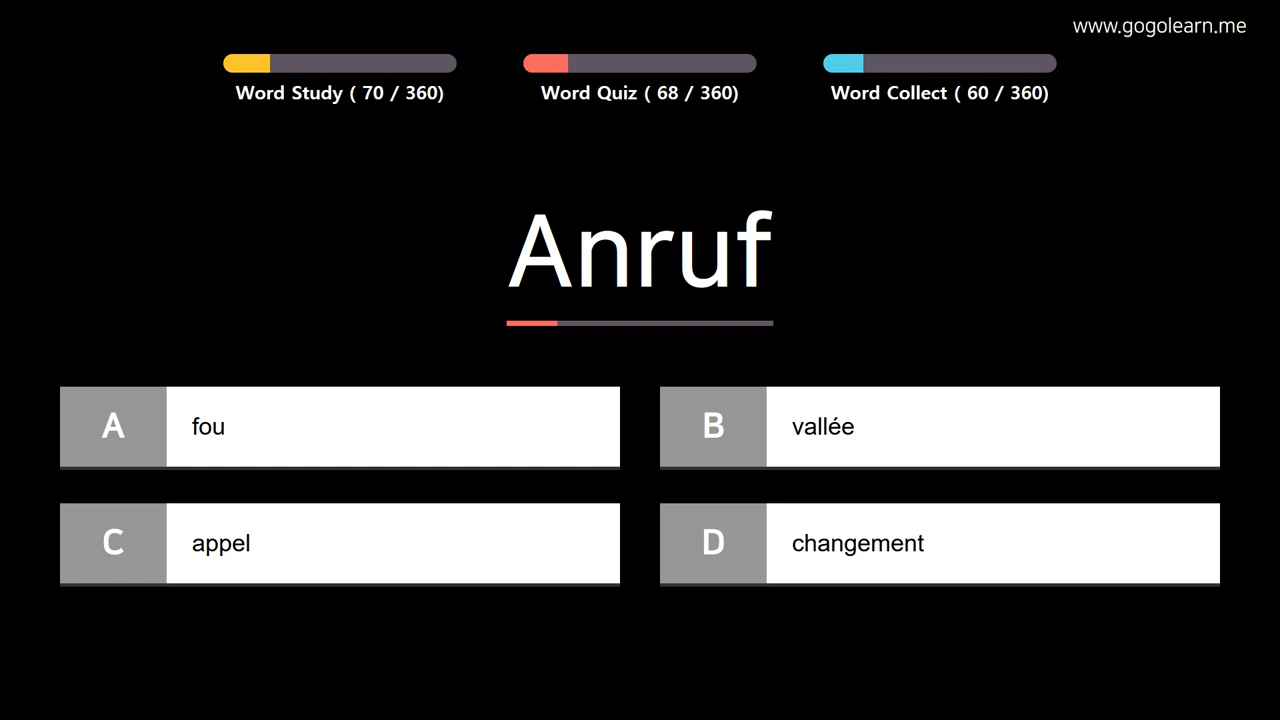 www.gogolearn.me
Word Study ( 70 / 360)
Word Quiz ( 68 / 360)
Word Collect ( 60 / 360)
Anruf
A fou
B vallée
C appel
D changement